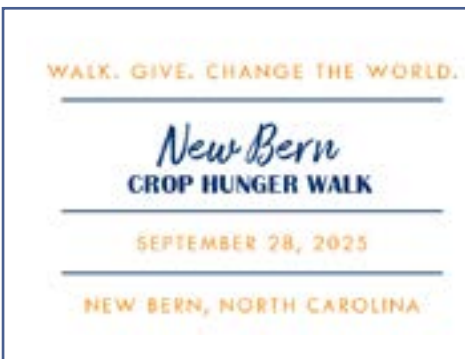 WALK. GIVE. CHANGE THE WORLD.
New Bern
CROP HUNGER WALK
SEPTEMBER 28, 2025
NEW BERN, NORTH CAROLINA